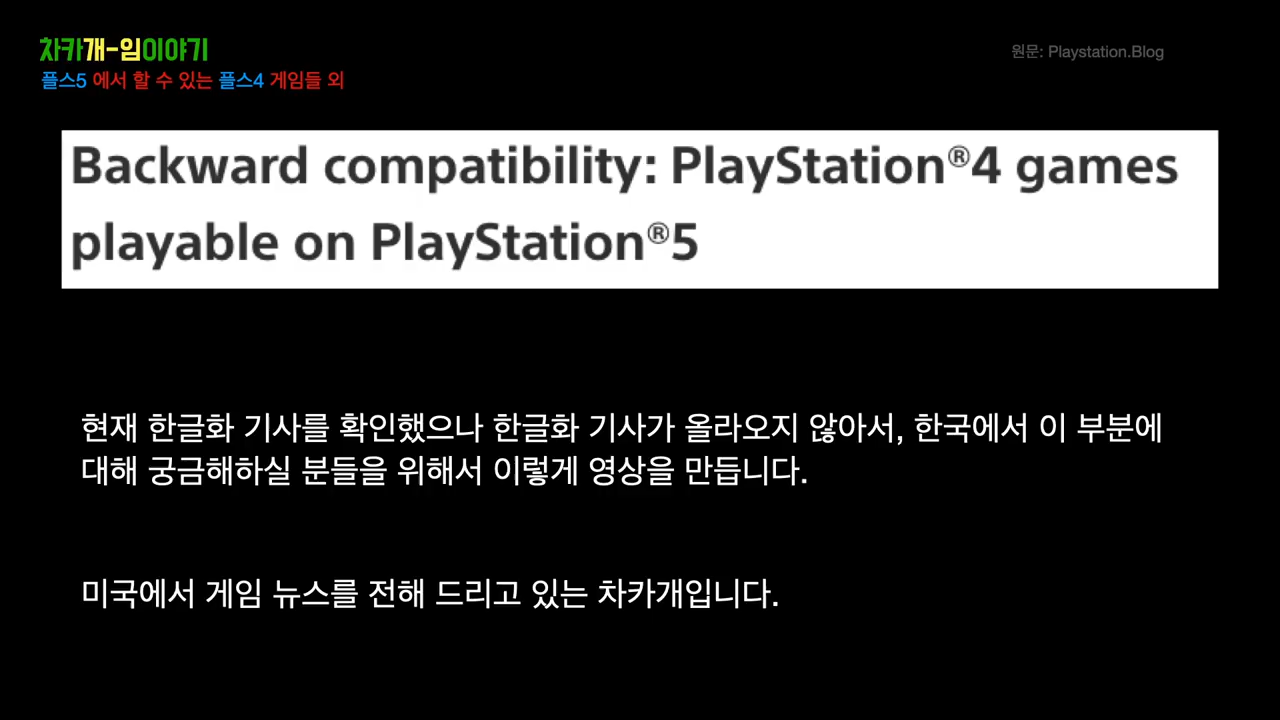 차카개-임이야기
원문: Playstation.Blog
플스5 에서 할 수 있는 플스4 게임들 외
Backward compatibility: PlayStation®4 games
playable on PlayStation®5
현재 한글화 기사를 확인했으나 한글화 기사가 올라오지 않아서, 한국에서 이 부분에
대해 궁금해하실 분들을 위해서 이렇게 영상을 만듭니다.
미국에서 게임 뉴스를 전해 드리고 있는 차카개입니다.